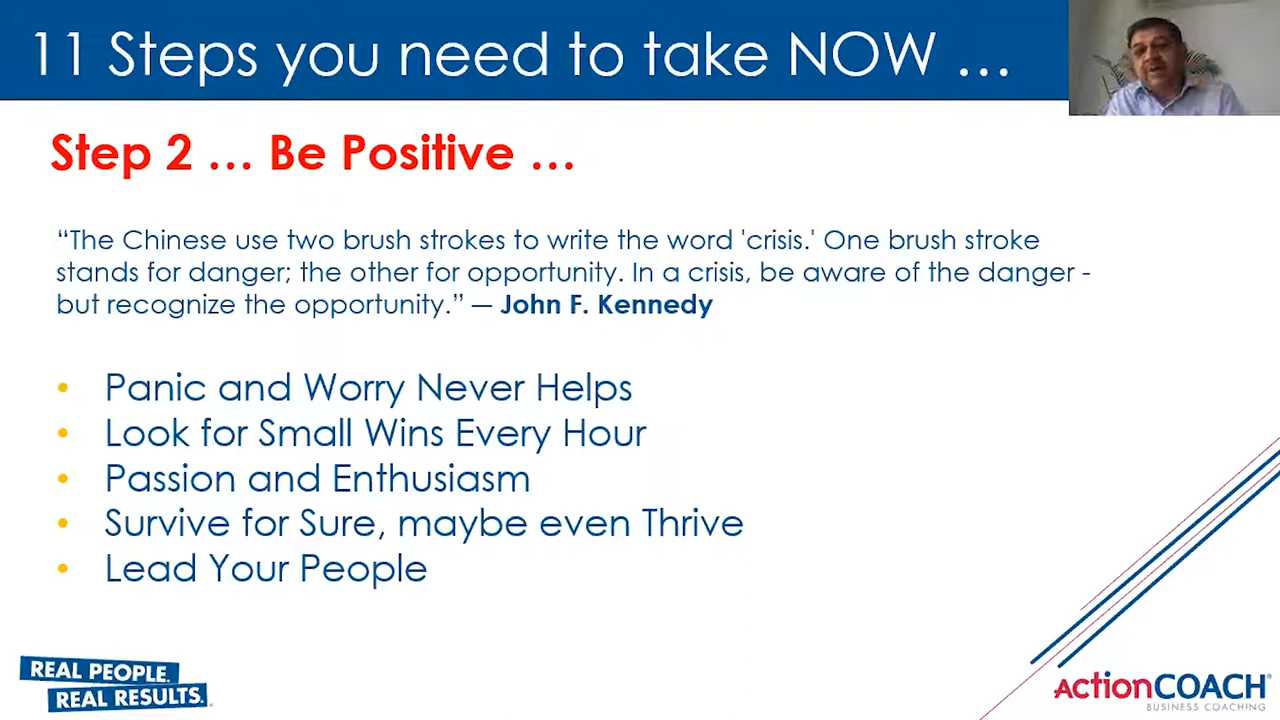 11 Steps you need to take NOW ...
Step 2 ... Be Positive ...
“The Chinese use two brush strokes to write the word 'crisis.' One brush stroke
stands for danger; the other for opportunity. In a crisis, be aware of the danger -
but recognize the opportunity.” — John F. Kennedy
• Panic and Worry Never Helps
• Look for Small Wins Every Hour
• Passion and Enthusiasm
• Survive for Sure, maybe even Thrive
• Lead Your People
REAL PEOPLE.
REAL RESULTS.
ActionCOACH
BUSINESS COACHING